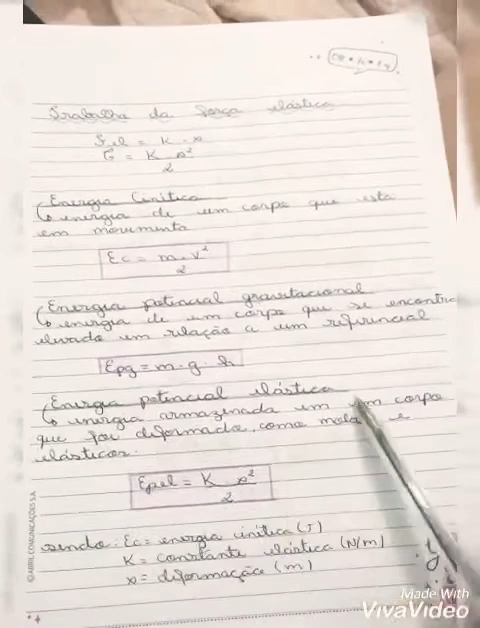 Trabalho da força elástica
Fel = K · x
τ = K · x²
2
Energia Cinética
↳ energia de um corpo que está
em movimento
Ec = m · v²
2
Energia potencial gravitacional
↳ energia de um corpo que se encontra
elevado em relação a um referencial
Epg = m · g · h
Energia potencial elástica
↳ energia armazenada em um corpo
que foi deformado, como mola e
elásticos.
Epel = K · x²
2
sendo: Ec = energia cinética (J)
K = constante elástica (N/m)
x = deformação (m)
© ABRIL COMUNICAÇÕES S.A.
Made With
VivaVideo